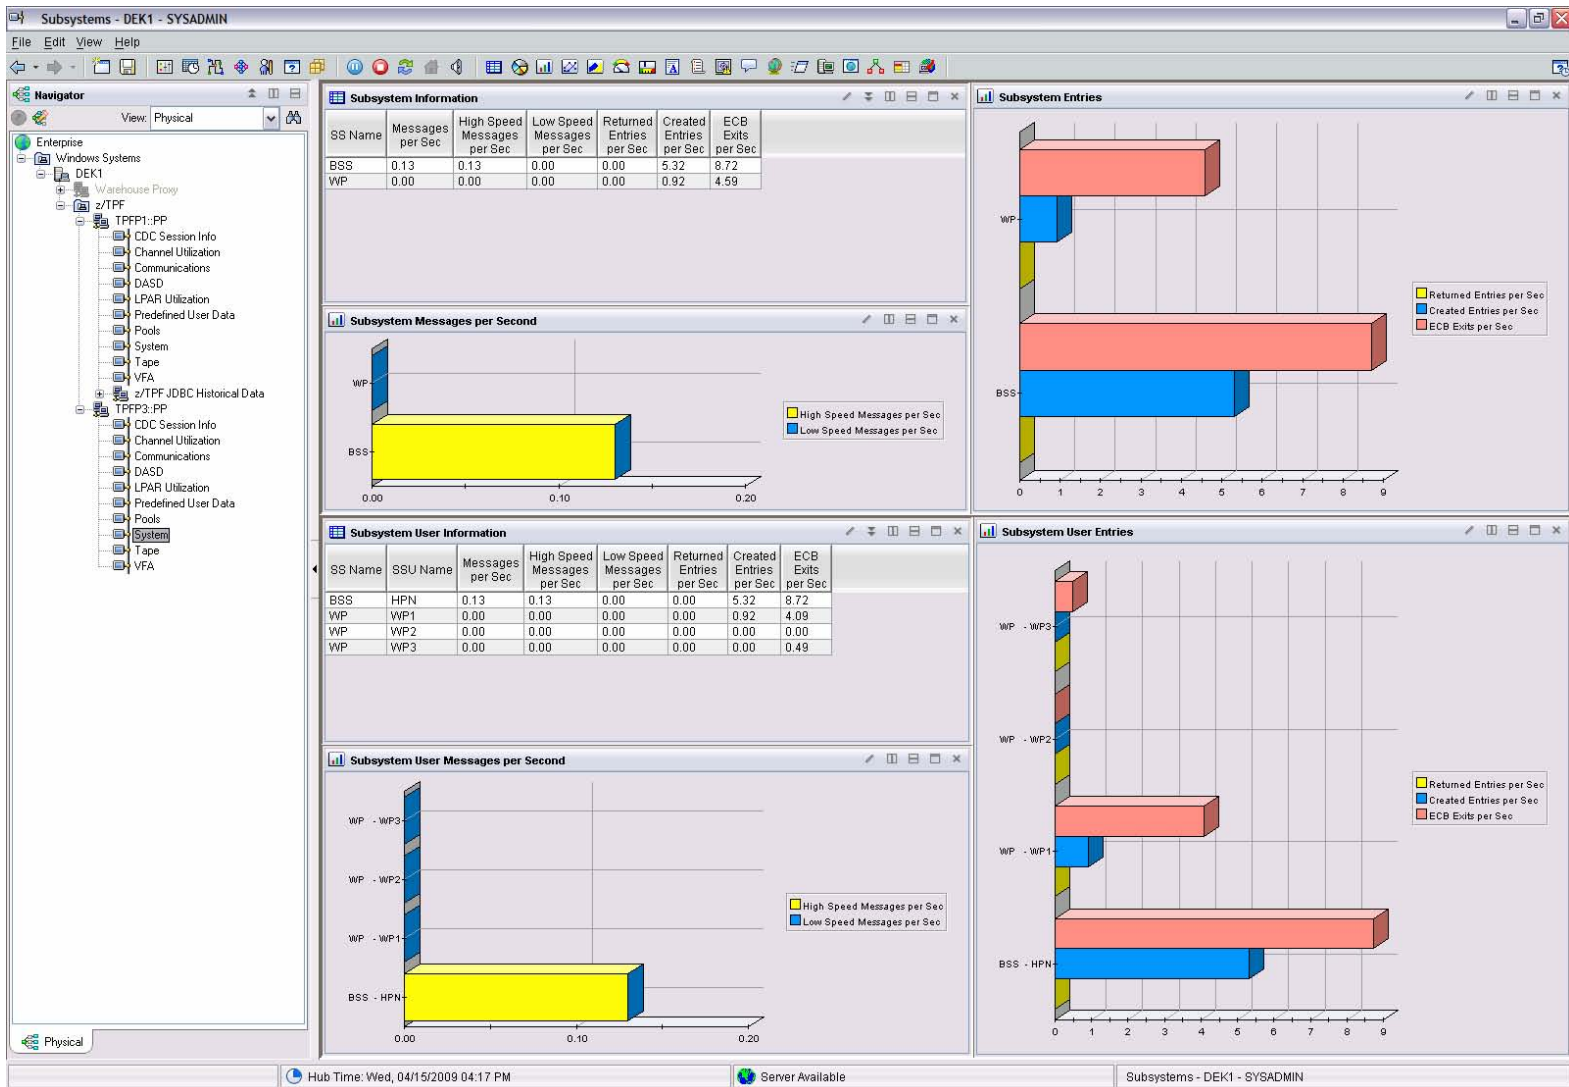 Subsystems - DEK1 - SYSADMIN
File Edit View Help
Navigator
View: Physical
Enterprise
Windows Systems
DEK1
Warehouse Proxy
z/TPF
TPFP1::PP
CDC Session Info
Channel Utilization
Communications
DASD
LPAR Utilization
Predefined User Data
Pools
System
Tape
VFA
z/TPF JDBC Historical Data
TPFP3::PP
CDC Session Info
Channel Utilization
Communications
DASD
LPAR Utilization
Predefined User Data
Pools
System
Tape
VFA
Physical
Subsystem Information
SS Name Messages per Sec High Speed Messages per Sec Low Speed Messages per Sec Returned Entries per Sec Created Entries per Sec ECB Exits per Sec
BSS 0.13 0.13 0.00 0.00 5.32 8.72
WP 0.00 0.00 0.00 0.00 0.92 4.59
Subsystem Messages per Second
WP
BSS
0.00 0.10 0.20
High Speed Messages per Sec
Low Speed Messages per Sec
Subsystem Entries
WP
BSS
0 1 2 3 4 5 6 7 8 9
Returned Entries per Sec
Created Entries per Sec
ECB Exits per Sec
Subsystem User Information
SS Name SSU Name Messages per Sec High Speed Messages per Sec Low Speed Messages per Sec Returned Entries per Sec Created Entries per Sec ECB Exits per Sec
BSS HPN 0.13 0.13 0.00 0.00 5.32 8.72
WP WP1 0.00 0.00 0.00 0.00 0.92 4.09
WP WP2 0.00 0.00 0.00 0.00 0.00 0.00
WP WP3 0.00 0.00 0.00 0.00 0.00 0.49
Subsystem User Messages per Second
WP - WP3
WP - WP2
WP - WP1
BSS - HPN
0.00 0.10 0.20
High Speed Messages per Sec
Low Speed Messages per Sec
Subsystem User Entries
WP - WP3
WP - WP2
WP - WP1
BSS - HPN
0 1 2 3 4 5 6 7 8 9
Returned Entries per Sec
Created Entries per Sec
ECB Exits per Sec
Hub Time: Wed, 04/15/2009 04:17 PM
Server Available
Subsystems - DEK1 - SYSADMIN